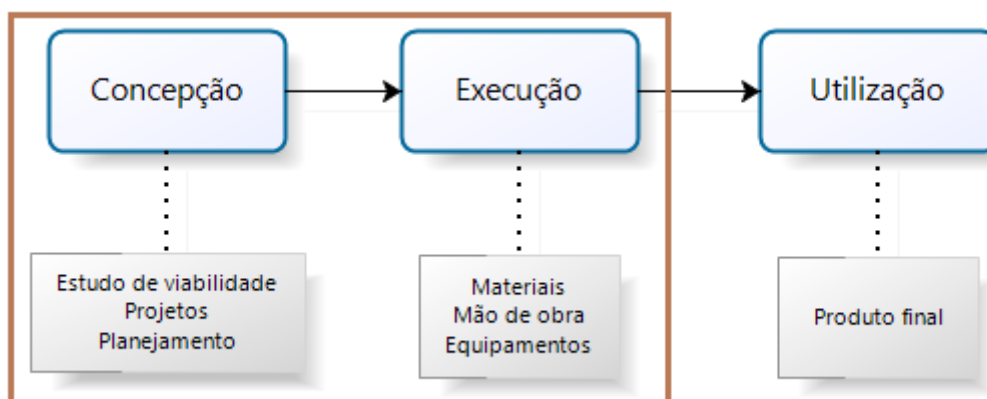 Concepção
Execução
Utilização
Estudo de viabilidade
Projetos
Planejamento
Materiais
Mão de obra
Equipamentos
Produto final